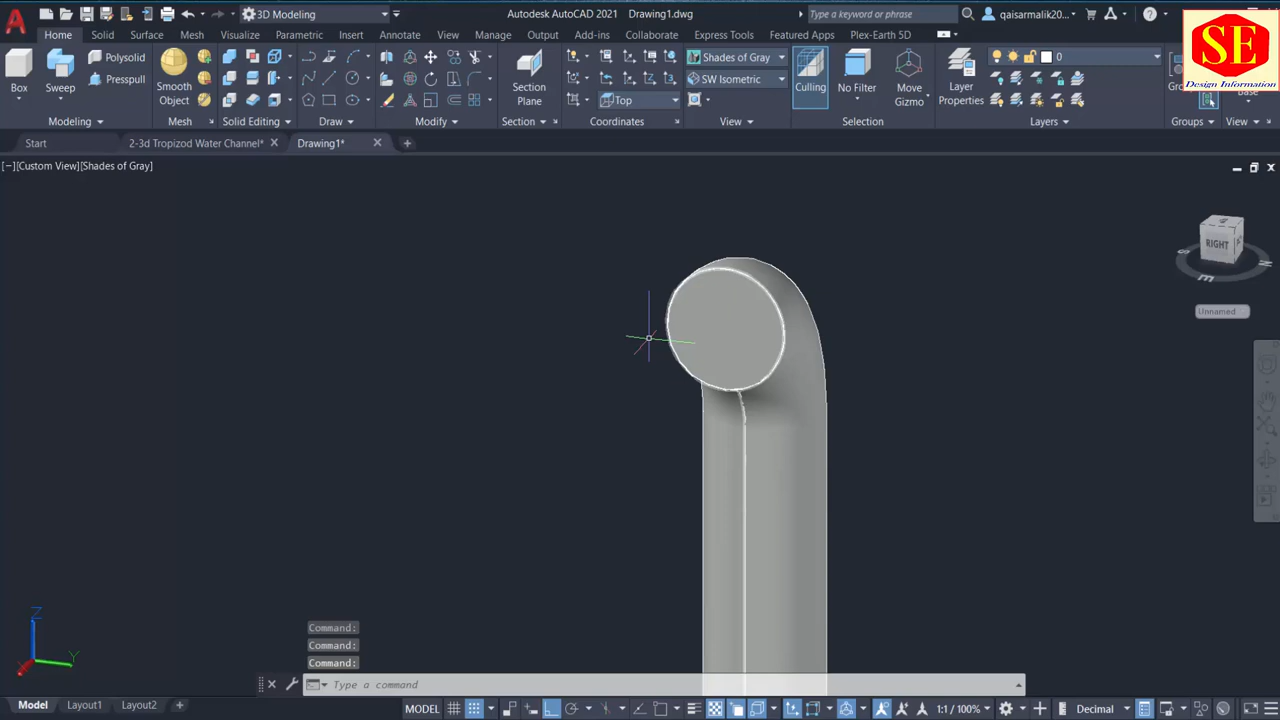 Autodesk AutoCAD 2021 Drawing1.dwg
3D Modeling
Type a keyword or phrase
qaisarmalik20...
Home Solid Surface Mesh Visualize Parametric Insert Annotate View Manage Output Add-ins Collaborate Express Tools Featured Apps Plex-Earth 5D
SE
Design Information
Box
Sweep
Polysolid
Presspull
Smooth
Object
Section
Plane
Top
Shades of Gray
SW Isometric
Culling
No Filter
Move
Gizmo
Layer
Properties
0
Base
Modeling Mesh Solid Editing Draw Modify Section Coordinates View Selection Layers Groups View
Start 2-3d Tropizod Water Channel* Drawing1*
[−][Custom View][Shades of Gray]
RIGHT
S
E
N
Unnamed
Z
Y
X
Command:
Command:
Command:
Type a command
Model Layout1 Layout2
MODEL
1:1 / 100%
Decimal